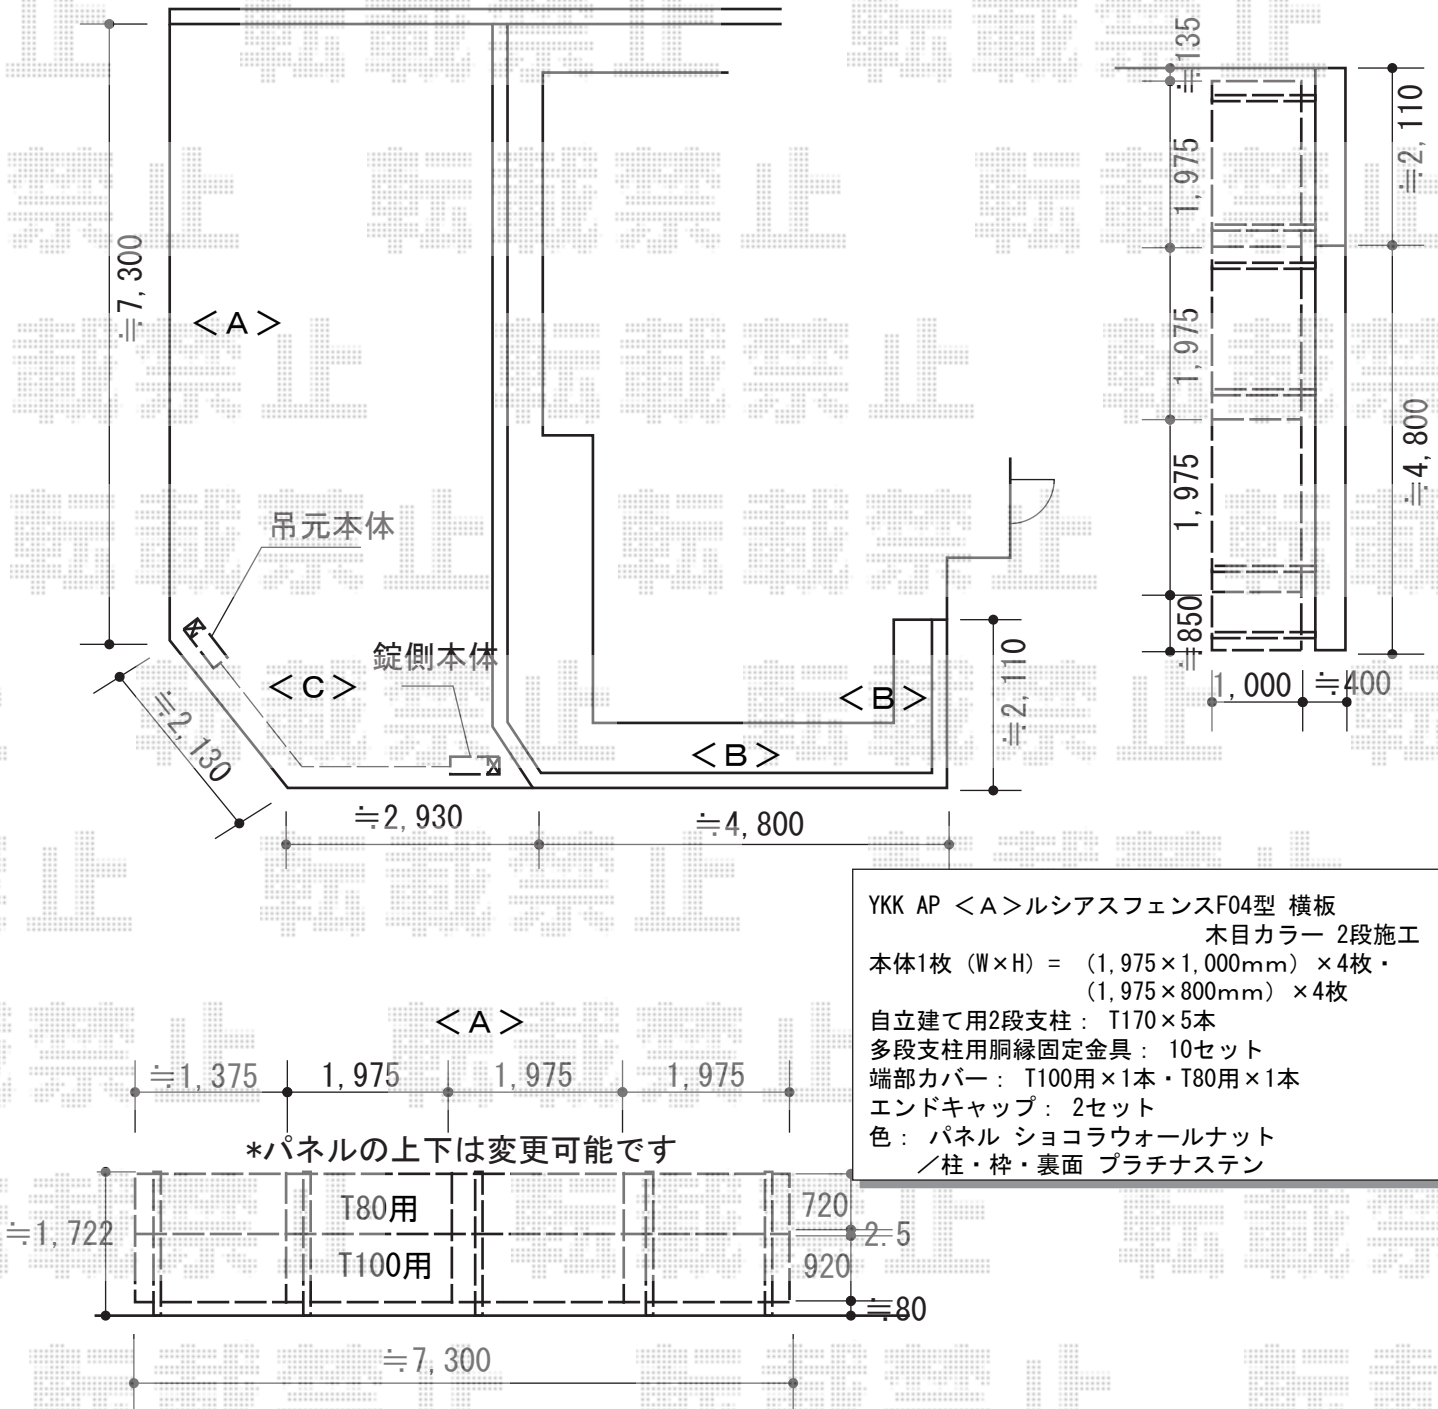 ≒7,300
＜A＞
吊元本体
錠側本体
＜C＞
≒2,130
≒2,930
≒4,800
＜B＞
＜B＞
≒2,110
≒135
1,975
1,975
1,975
≒850
≒2,110
≒4,800
1,000
≒400
YKK AP ＜A＞ルシアスフェンスF04型 横板
木目カラー 2段施工
本体1枚（W×H）= （1,975×1,000mm）×4枚・
（1,975×800mm）×4枚
自立建て用2段支柱： T170×5本
多段支柱用胴縁固定金具： 10セット
端部カバー： T100用×1本・T80用×1本
エンドキャップ： 2セット
色： パネル ショコラウォールナット
／柱・枠・裏面 プラチナステン
＜A＞
≒1,375
1,975
1,975
1,975
*パネルの上下は変更可能です
T80用
T100用
≒1,722
720
2.5
920
≒80
≒7,300
転載禁止